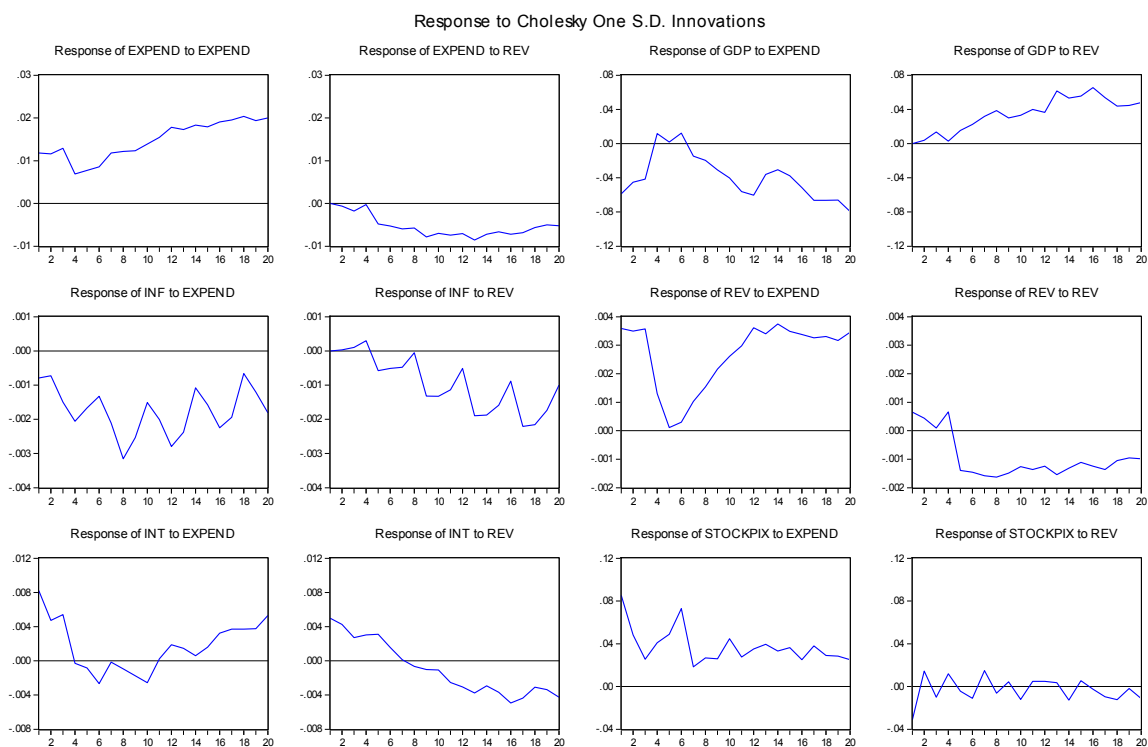 Response to Cholesky One S.D. Innovations
Response of EXPEND to EXPEND
.03
.02
.01
.00
-.01
2 4 6 8 10 12 14 16 18 20
Response of EXPEND to REV
.03
.02
.01
.00
-.01
2 4 6 8 10 12 14 16 18 20
Response of GDP to EXPEND
.08
.04
.00
-.04
-.08
-.12
2 4 6 8 10 12 14 16 18 20
Response of GDP to REV
.08
.04
.00
-.04
-.08
-.12
2 4 6 8 10 12 14 16 18 20
Response of INF to EXPEND
.001
.000
-.001
-.002
-.003
-.004
2 4 6 8 10 12 14 16 18 20
Response of INF to REV
.001
.000
-.001
-.002
-.003
-.004
2 4 6 8 10 12 14 16 18 20
Response of REV to EXPEND
.004
.003
.002
.001
.000
-.001
-.002
2 4 6 8 10 12 14 16 18 20
Response of REV to REV
.004
.003
.002
.001
.000
-.001
-.002
2 4 6 8 10 12 14 16 18 20
Response of INT to EXPEND
.012
.008
.004
.000
-.004
-.008
2 4 6 8 10 12 14 16 18 20
Response of INT to REV
.012
.008
.004
.000
-.004
-.008
2 4 6 8 10 12 14 16 18 20
Response of STOCKPIX to EXPEND
.12
.08
.04
.00
-.04
2 4 6 8 10 12 14 16 18 20
Response of STOCKPIX to REV
.12
.08
.04
.00
-.04
2 4 6 8 10 12 14 16 18 20